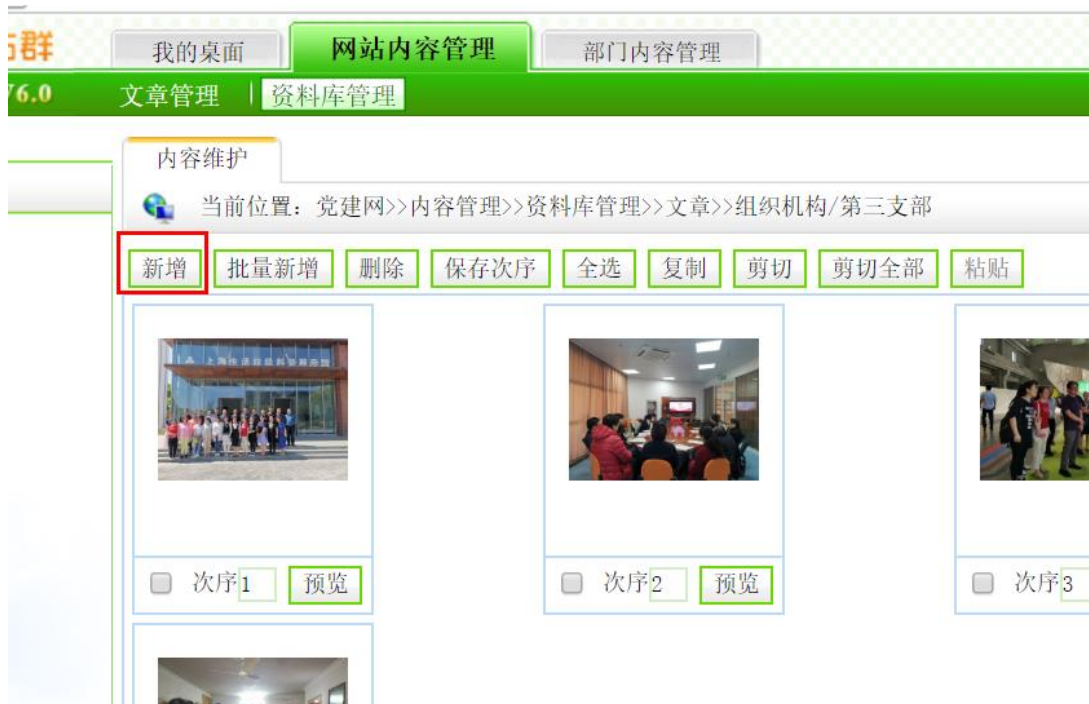 群
我的桌面 网站内容管理 部门内容管理
6.0 文章管理 资料库管理
内容维护
当前位置：党建网>>内容管理>>资料库管理>>文章>>组织机构/第三支部
新增 批量新增 删除 保存次序 全选 复制 剪切 剪切全部 粘贴
次序1 预览 次序2 预览 次序3